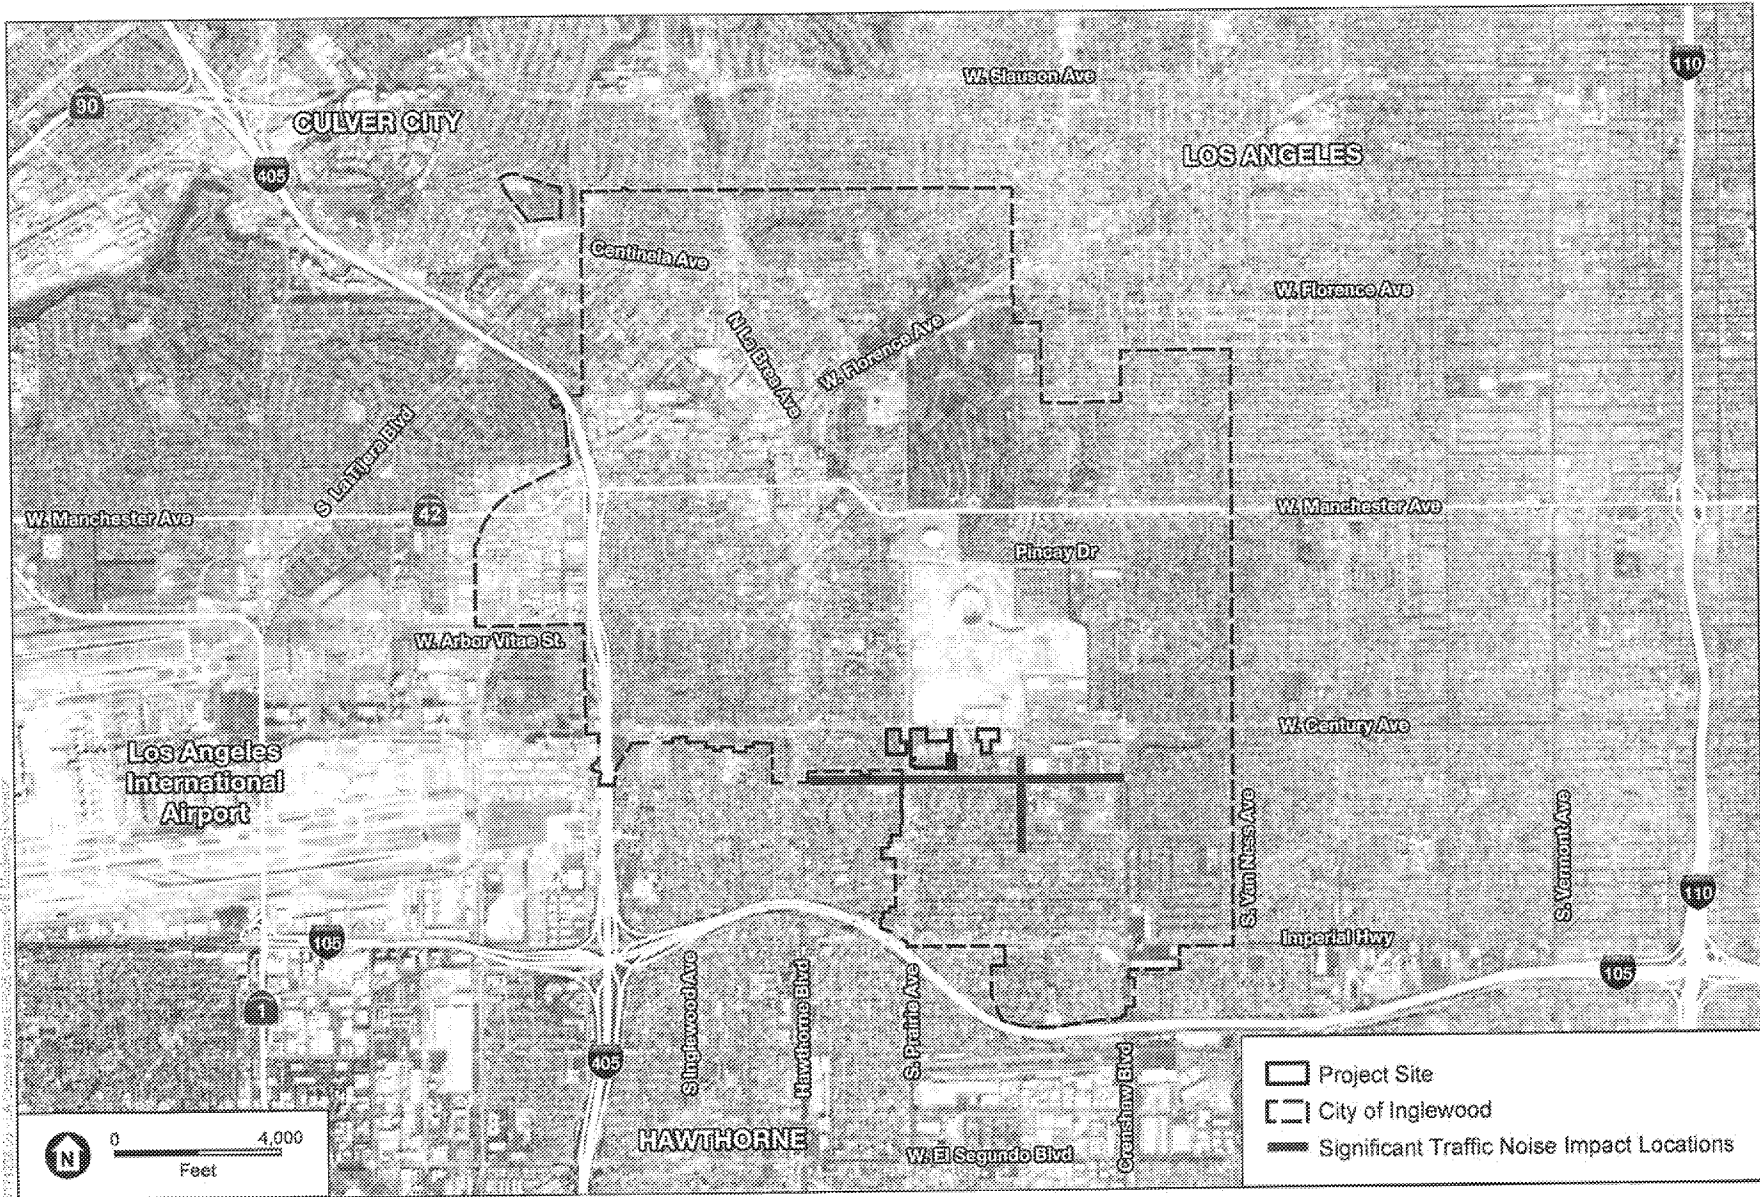 W. Slauson Ave
110
90
CULVER CITY
LOS ANGELES
405
Centinela Ave
W. Florence Ave
N La Brea Ave
W. Florence Ave
S La Tijera Blvd
W. Manchester Ave
42
W. Manchester Ave
Pincay Dr
W. Arbor Vitae St.
W. Century Ave
Los Angeles
International
Airport
S. Van Ness Ave
S. Vermont Ave
110
105
Imperial Hwy
105
1
S Inglewood Ave
Hawthorne Blvd
S. Prairie Ave
Crenshaw Blvd
405
HAWTHORNE
W. El Segundo Blvd
N
0 4,000
Feet
Project Site
City of Inglewood
Significant Traffic Noise Impact Locations